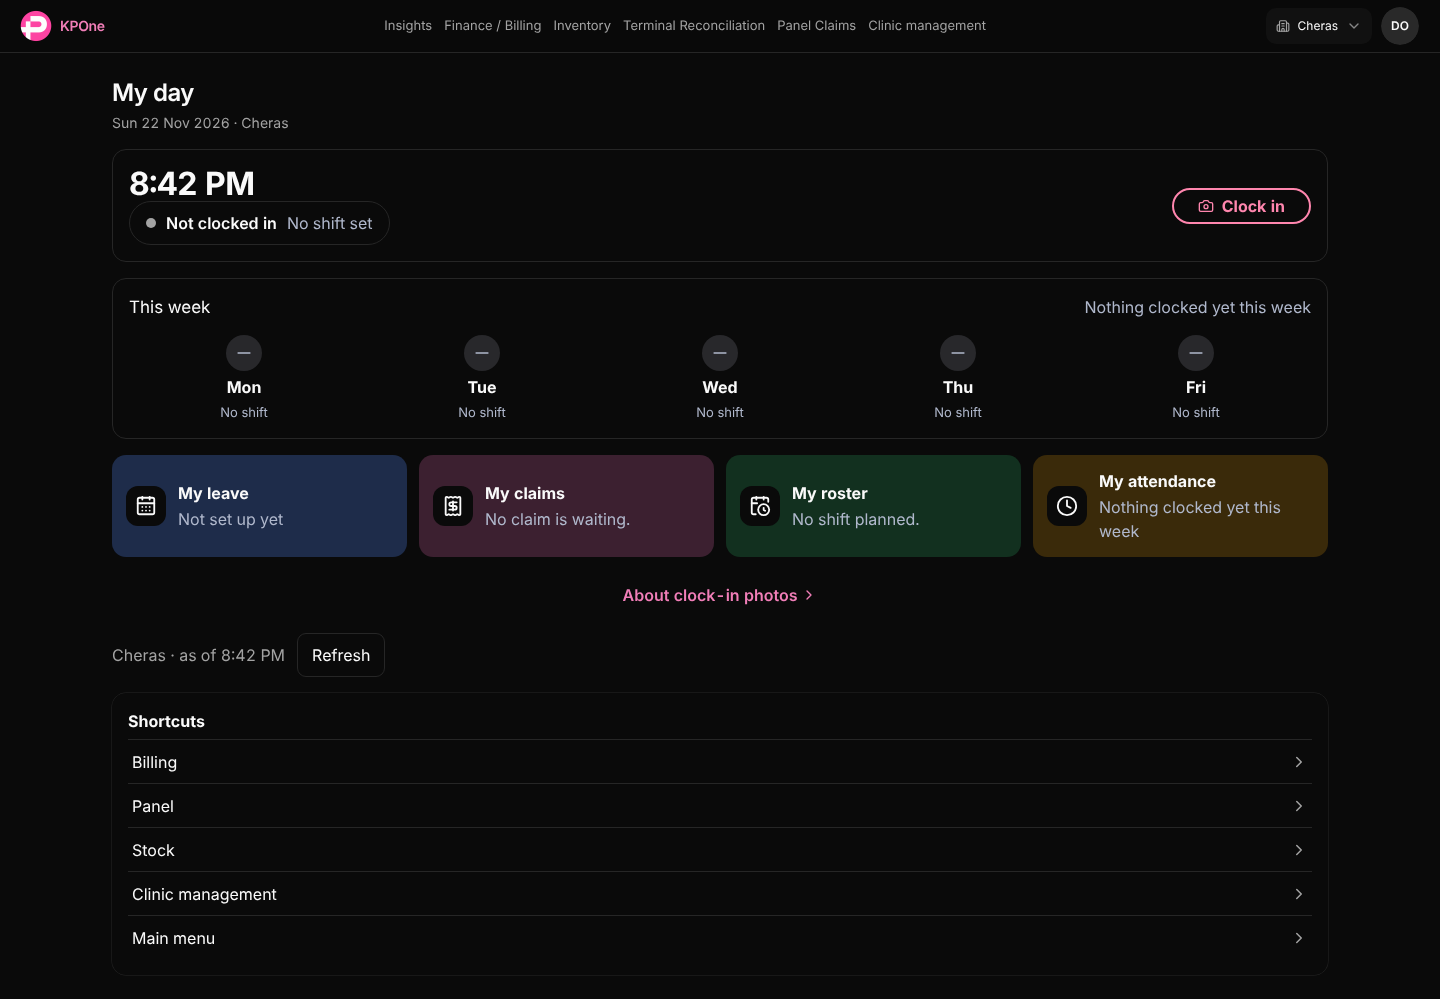 KPOne
Insights
Finance / Billing
Inventory
Terminal Reconciliation
Panel Claims
Clinic management
Cheras
DO
My day
Sun 22 Nov 2026 · Cheras
8:42 PM
Not clocked in No shift set
Clock in
This week
Nothing clocked yet this week
Mon
No shift
Tue
No shift
Wed
No shift
Thu
No shift
Fri
No shift
My leave
Not set up yet
My claims
No claim is waiting.
My roster
No shift planned.
My attendance
Nothing clocked yet this
week
About clock-in photos
Cheras · as of 8:42 PM
Refresh
Shortcuts
Billing
Panel
Stock
Clinic management
Main menu